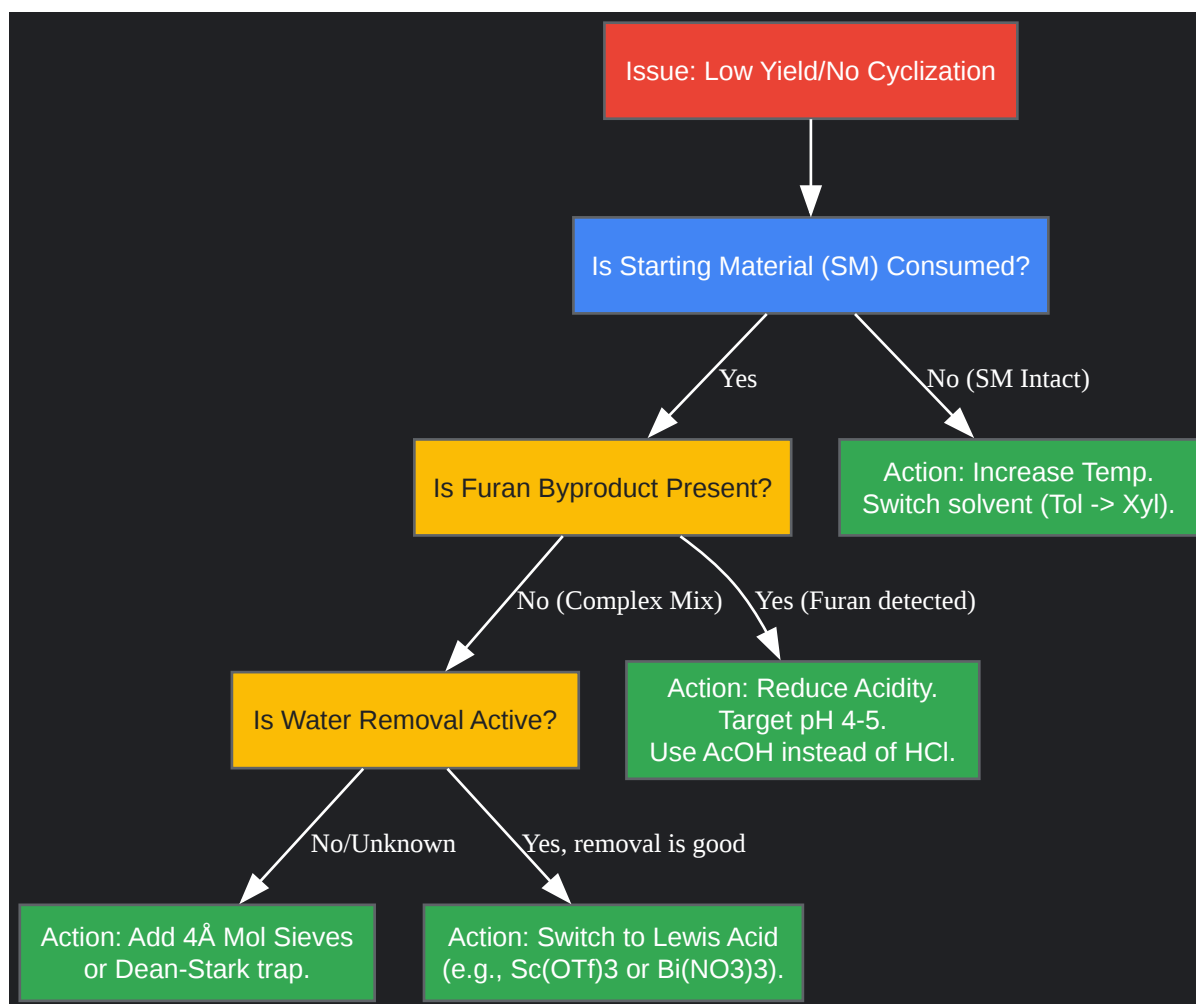 Issue: Low Yield/No Cyclization
Is Starting Material (SM) Consumed?
Yes
No (SM Intact)
Is Furan Byproduct Present?
Action: Increase Temp.
Switch solvent (Tol -> Xyl).
No (Complex Mix)
Yes (Furan detected)
Is Water Removal Active?
Action: Reduce Acidity.
Target pH 4-5.
Use AcOH instead of HCl.
No/Unknown
Yes, removal is good
Action: Add 4Å Mol Sieves
or Dean-Stark trap.
Action: Switch to Lewis Acid
(e.g., Sc(OTf)3 or Bi(NO3)3).